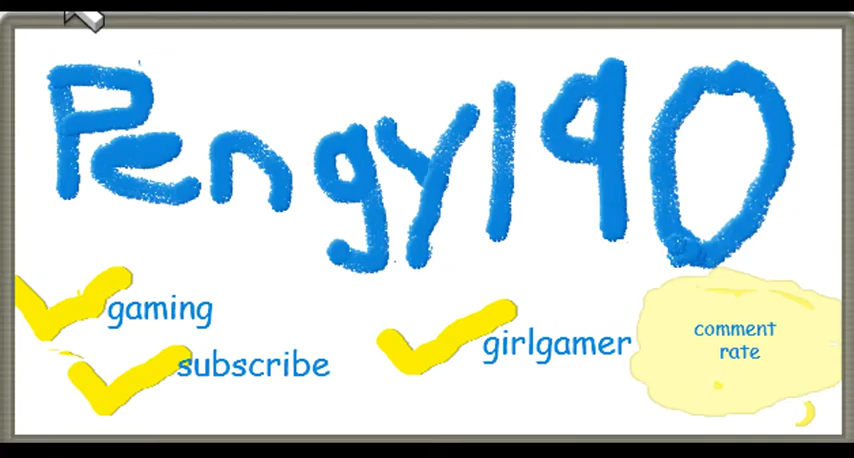 Pengy190
gaming
subscribe
girlgamer
comment
rate